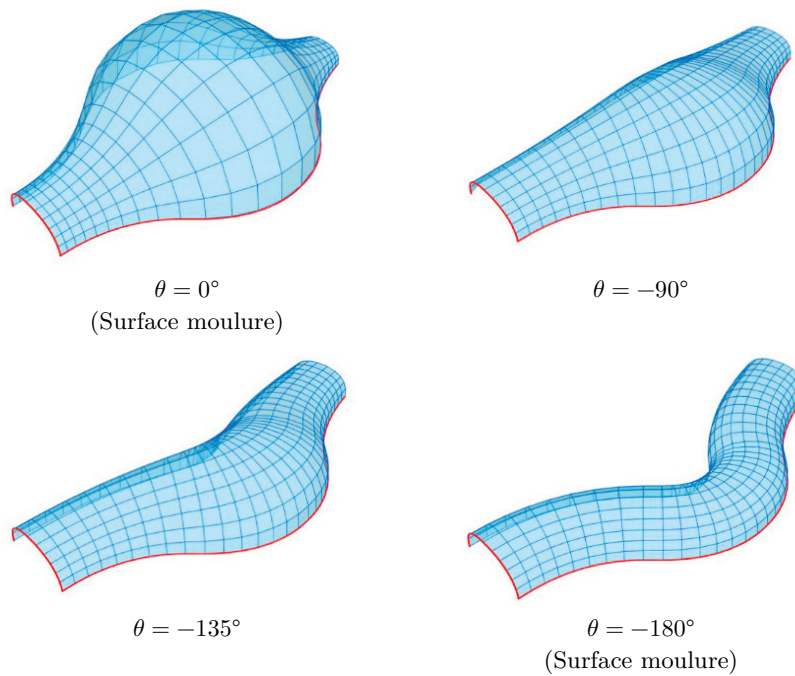 θ = 0°
(Surface moulure)
θ = −90°
θ = −135°
θ = −180°
(Surface moulure)